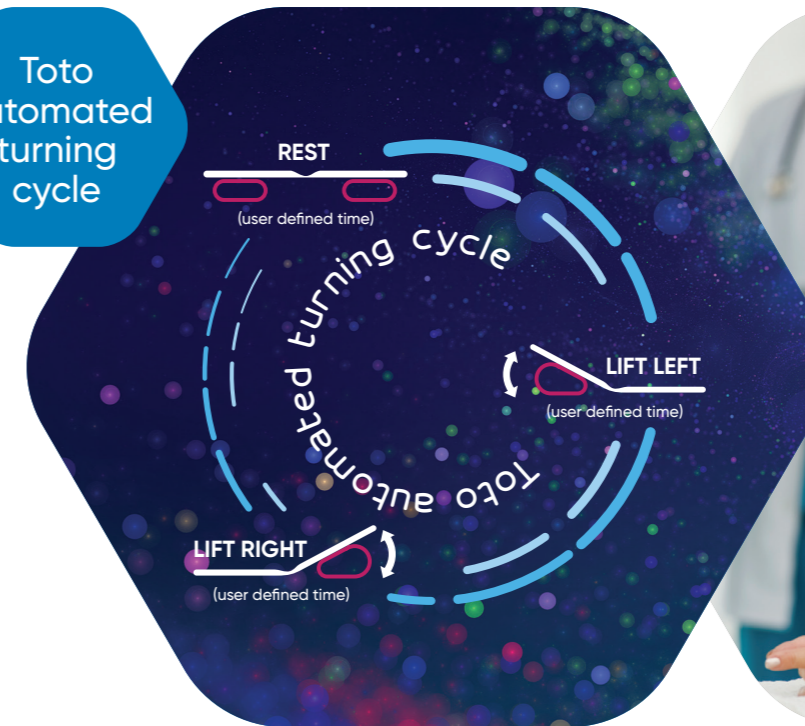 Toto
utomated
turning
cycle
REST
(user defined time)
Toto automated turning cycle
LIFT LEFT
(user defined time)
LIFT RIGHT
(user defined time)